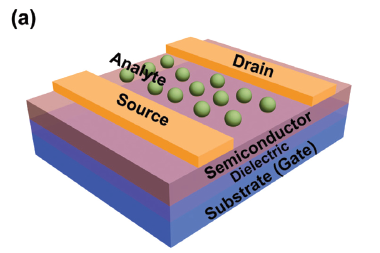 (a)
Analyte
Drain
Source
Semiconductor
Dielectric
Substrate (Gate)